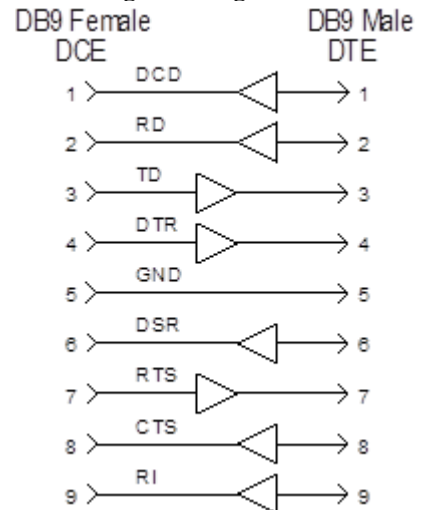 DB9 Female DB9 Male
DCE DTE
DCD
1 1
RD
2 2
TD
3 3
DTR
4 4
GND
5 5
DSR
6 6
RTS
7 7
CTS
8 8
RI
9 9